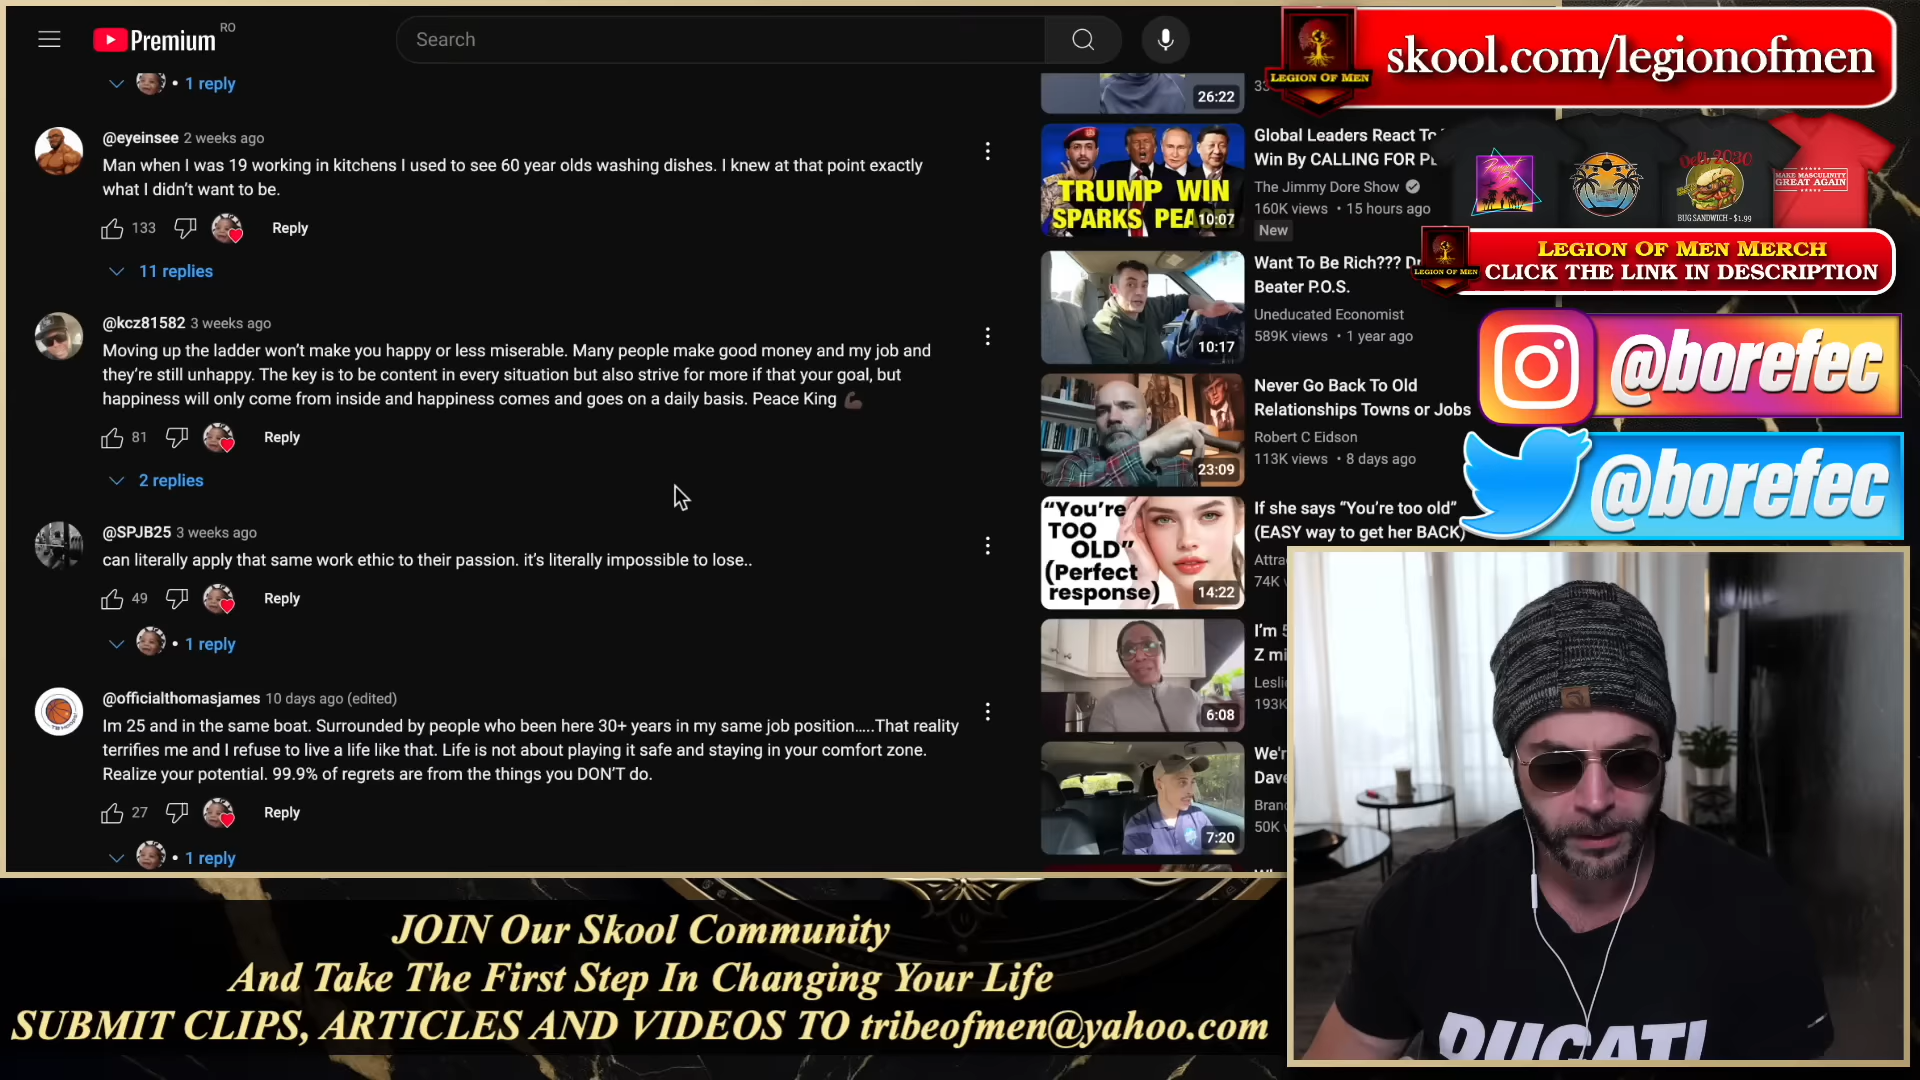 Premium RO
Search
1 reply
@eyeinsee 2 weeks ago
Man when I was 19 working in kitchens I used to see 60 year olds washing dishes. I knew at that point exactly
what I didn't want to be.
133 Reply
11 replies
@kcz81582 3 weeks ago
Moving up the ladder won't make you happy or less miserable. Many people make good money and my job and
they're still unhappy. The key is to be content in every situation but also strive for more if that your goal, but
happiness will only come from inside and happiness comes and goes on a daily basis. Peace King
81 Reply
2 replies
@SPJB25 3 weeks ago
can literally apply that same work ethic to their passion. it's literally impossible to lose..
49 Reply
1 reply
@officialthomasjames 10 days ago (edited)
Im 25 and in the same boat. Surrounded by people who been here 30+ years in my same job position.....That reality
terrifies me and I refuse to live a life like that. Life is not about playing it safe and staying in your comfort zone.
Realize your potential. 99.9% of regrets are from the things you DON'T do.
27 Reply
1 reply
26:22
TRUMP WIN
SPARKS PEA
10:07
Global Leaders React To
Win By CALLING FOR
The Jimmy Dore Show
160K views • 15 hours ago
New
10:17
Want To Be Rich???
Beater P.O.S.
Uneducated Economist
589K views • 1 year ago
23:09
Never Go Back To Old
Relationships Towns or Jobs
Robert C Eidson
113K views • 8 days ago
"You're
TOO
OLD"
(Perfect
response)
14:22
If she says "You're too old"
(EASY way to get her BACK)
74K
6:08
I'm
193K
7:20
We'r
Dave
50K
LEGION OF MEN
skool.com/legionofmen
Deli 2030
BUG SANDWICH - $1.99
MAKE MASCULINITY
GREAT AGAIN
LEGION OF MEN
LEGION OF MEN MERCH
CLICK THE LINK IN DESCRIPTION
@borefec
@borefec
DUCATI
JOIN Our Skool Community
And Take The First Step In Changing Your Life
SUBMIT CLIPS, ARTICLES AND VIDEOS TO tribeofmen@yahoo.com